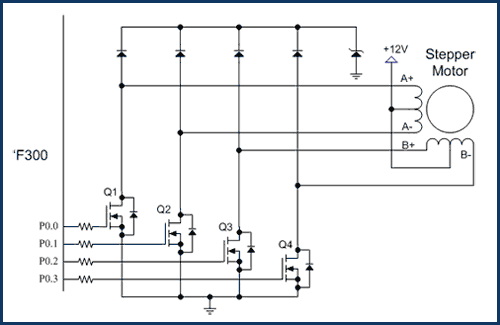 +12V
Stepper
Motor
A+
A-
B+
B-
'F300
Q1
Q2
Q3
Q4
P0.0
P0.1
P0.2
P0.3